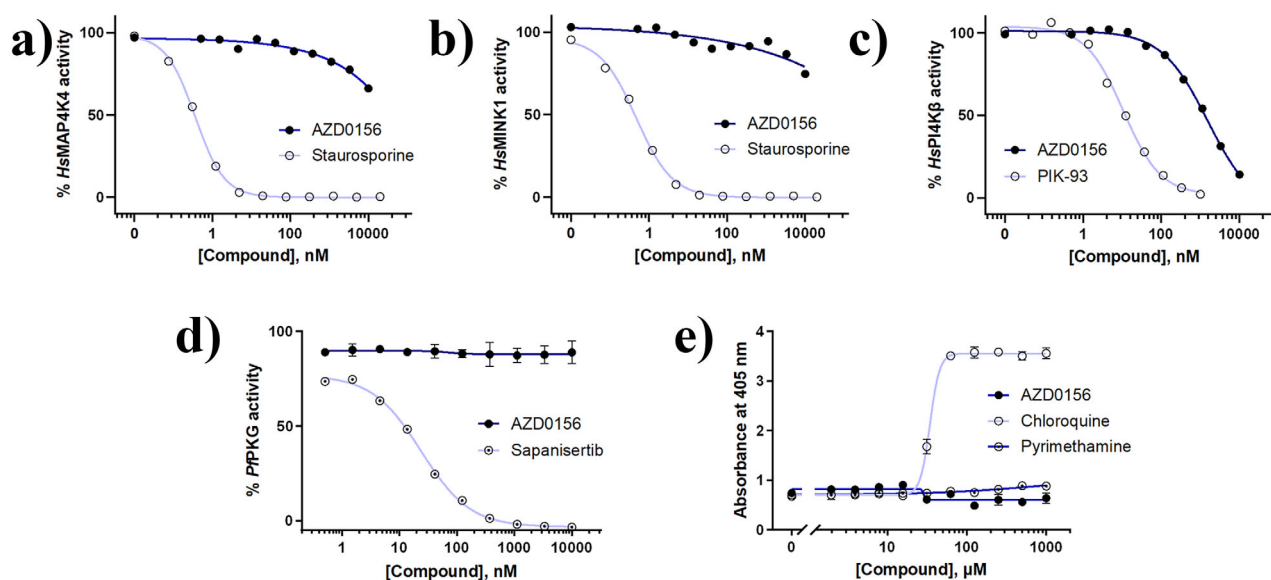 a)
% HsMAP4K4 activity
100
50
0
AZD0156
Staurosporine
0 1 100 10000
[Compound], nM
b)
% HsMINK1 activity
100
50
0
AZD0156
Staurosporine
0 1 100 10000
[Compound], nM
c)
% HsPI4Kβ activity
100
50
0
AZD0156
PIK-93
0 1 100 10000
[Compound], nM
d)
% PfPKG activity
100
50
0
AZD0156
Sapanisertib
1 10 100 1000 10000
[Compound], nM
e)
Absorbance at 405 nm
4
3
2
1
0
AZD0156
Chloroquine
Pyrimethamine
0 10 100 1000
[Compound], µM